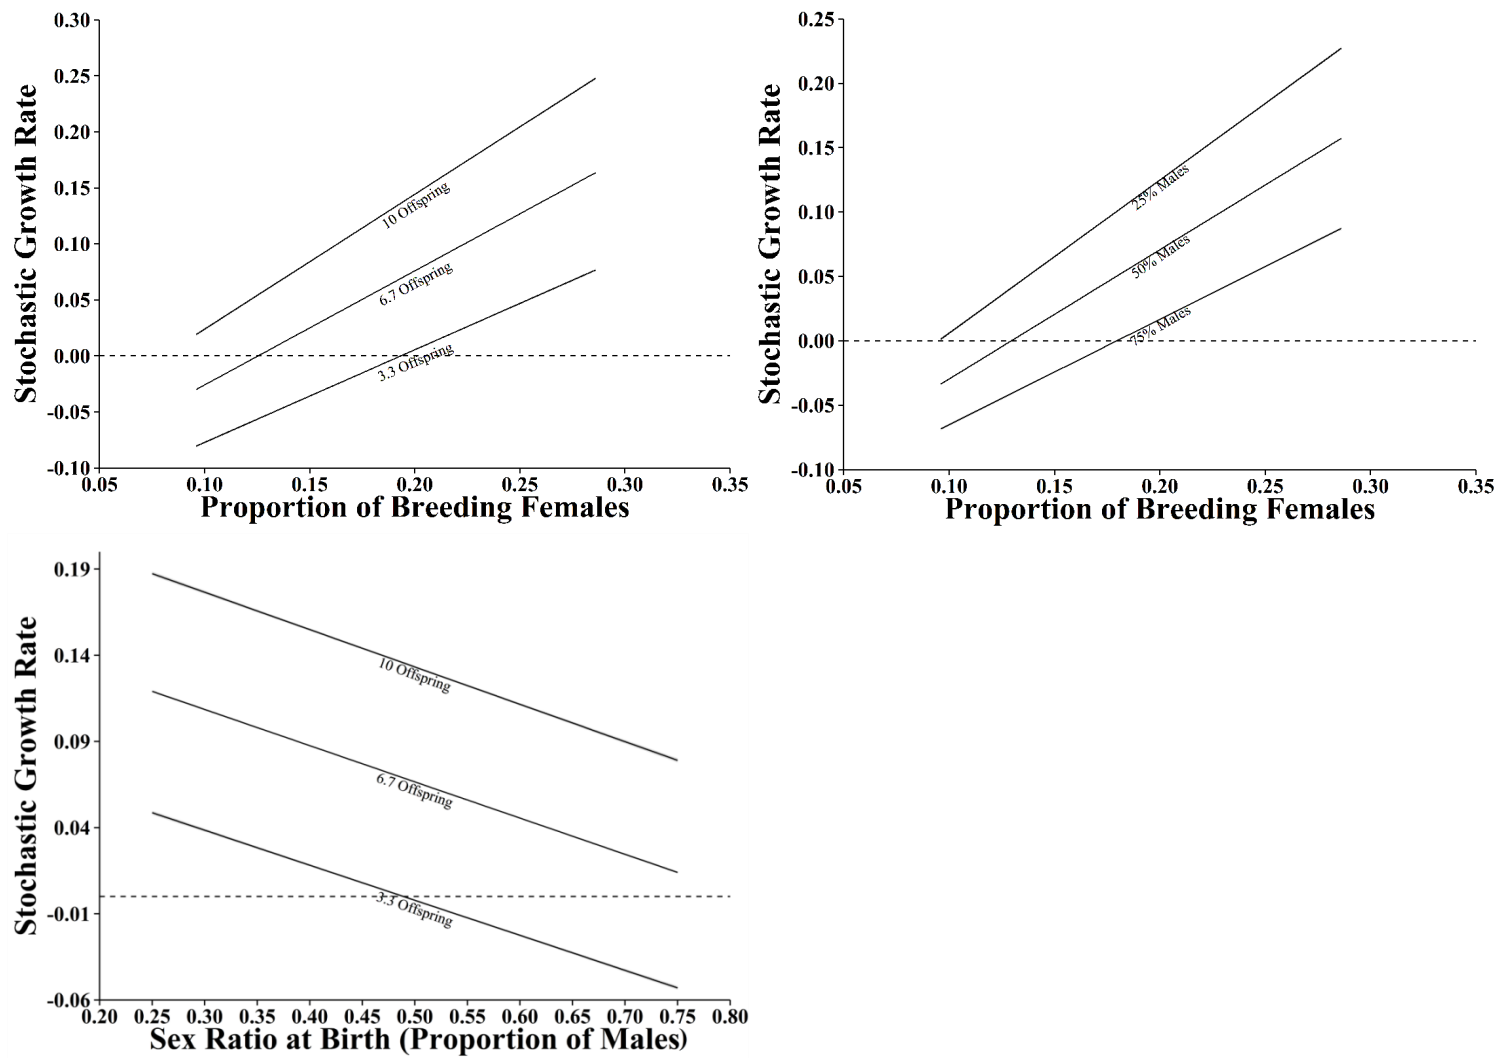 Stochastic Growth Rate
0.30
0.25
0.20
0.15
0.10
0.05
0.00
-0.05
-0.10
10 Offspring
6.7 Offspring
3.3 Offspring
0.05 0.10 0.15 0.20 0.25 0.30 0.35
Proportion of Breeding Females
Stochastic Growth Rate
0.25
0.20
0.15
0.10
0.05
0.00
-0.05
-0.10
25% Males
50% Males
75% Males
0.05 0.10 0.15 0.20 0.25 0.30 0.35
Proportion of Breeding Females
Stochastic Growth Rate
0.19
0.14
0.09
0.04
-0.01
-0.06
10 Offspring
6.7 Offspring
3.3 Offspring
0.20 0.25 0.30 0.35 0.40 0.45 0.50 0.55 0.60 0.65 0.70 0.75 0.80
Sex Ratio at Birth (Proportion of Males)